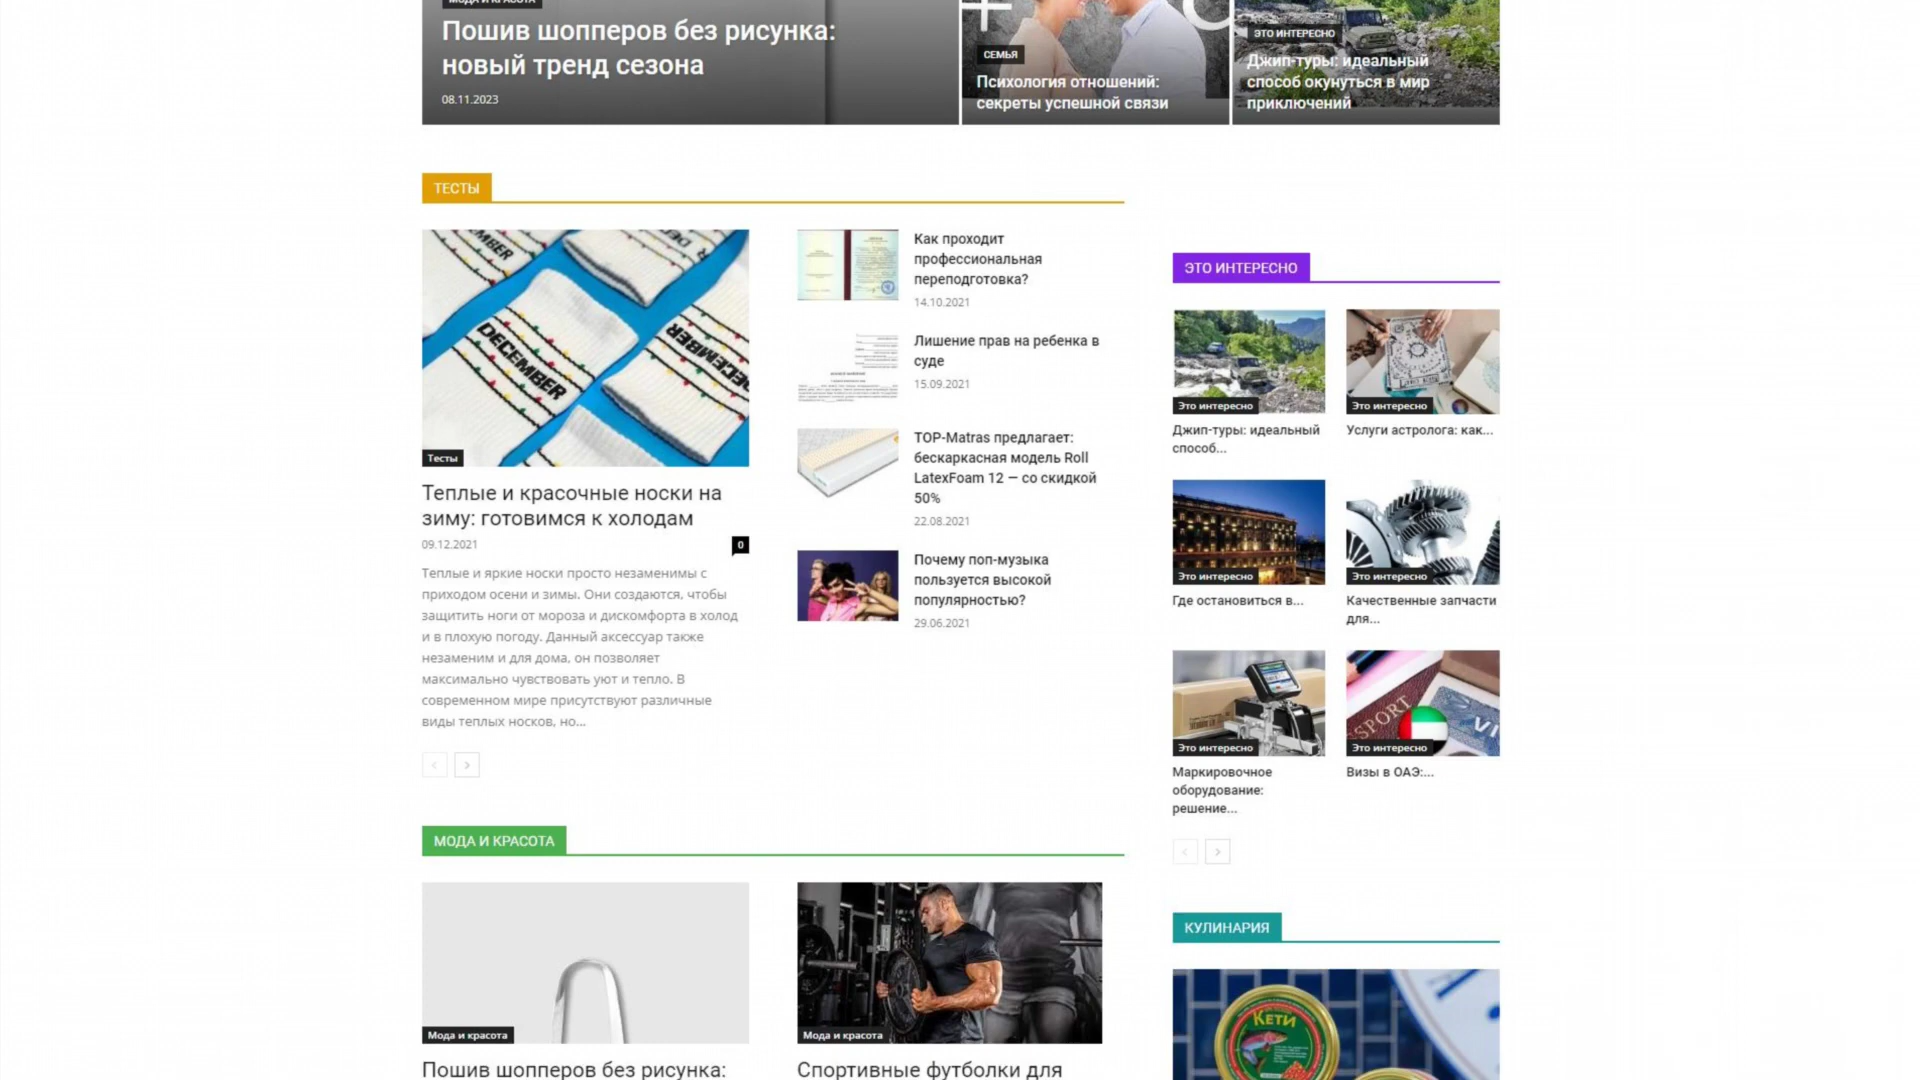 МОДА И КРАСОТА
Пошив шопперов без рисунка:
новый тренд сезона
08.11.2023
СЕМЬЯ
Психология отношений:
секреты успешной связи
ЭТО ИНТЕРЕСНО
Джип-туры: идеальный
способ окунуться в мир
приключений
ТЕСТЫ
DECEMBER
DECEMBER
DECEMBER
Тесты
Теплые и красочные носки на
зиму: готовимся к холодам
09.12.2021
0
Теплые и яркие носки просто незаменимы с
приходом осени и зимы. Они создаются, чтобы
защитить ноги от мороза и дискомфорта в холод
и в плохую погоду. Данный аксессуар также
незаменим и для дома, он позволяет
максимально чувствовать уют и тепло. В
современном мире присутствуют различные
виды теплых носков, но...
Как проходит
профессиональная
переподготовка?
14.10.2021
Лишение прав на ребенка в
суде
15.09.2021
TOP-Matras предлагает:
бескаркасная модель Roll
LatexFoam 12 — со скидкой
50%
22.08.2021
Почему поп-музыка
пользуется высокой
популярностью?
29.06.2021
ЭТО ИНТЕРЕСНО
Это интересно
Джип-туры: идеальный
способ...
Это интересно
Услуги астролога: как...
Это интересно
Где остановиться в...
Это интересно
Качественные запчасти
для...
Это интересно
Маркировочное
оборудование:
решение...
Это интересно
Визы в ОАЭ:...
МОДА И КРАСОТА
Мода и красота
Пошив шопперов без рисунка:
Мода и красота
Спортивные футболки для
КУЛИНАРИЯ
КЕТИ